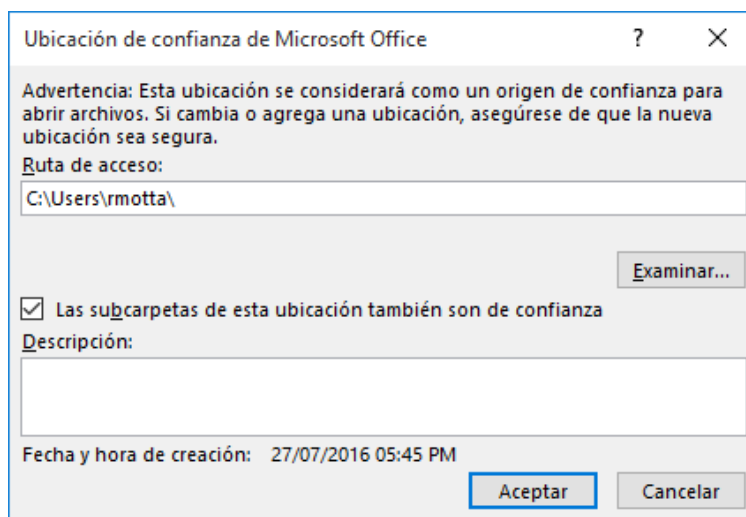 Ubicación de confianza de Microsoft Office
Advertencia: Esta ubicación se considerará como un origen de confianza para
abrir archivos. Si cambia o agrega una ubicación, asegúrese de que la nueva
ubicación sea segura.
Ruta de acceso:
C:\Users\rmotta\
Examinar...
Las subcarpetas de esta ubicación también son de confianza
Descripción:
Fecha y hora de creación: 27/07/2016 05:45 PM
Aceptar Cancelar